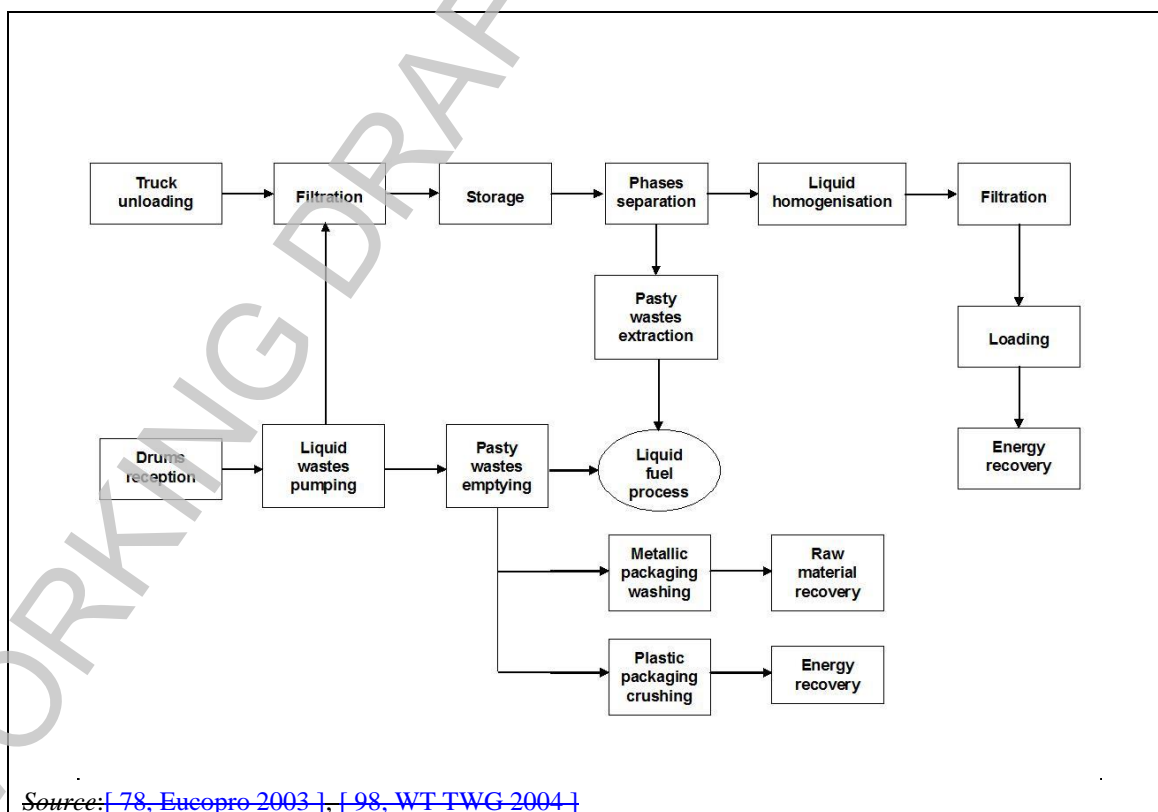 WORKING DRAF
Truck
unloading
Filtration
Storage
Phases
separation
Liquid
homogenisation
Filtration
Pasty
wastes
extraction
Loading
Drums
reception
Liquid
wastes
pumping
Pasty
wastes
emptying
Liquid
fuel
process
Energy
recovery
Metallic
packaging
washing
Raw
material
recovery
Plastic
packaging
crushing
Energy
recovery
Source:[ 78, Eucopro 2003 ], [ 98, WT TWG 2004 ]